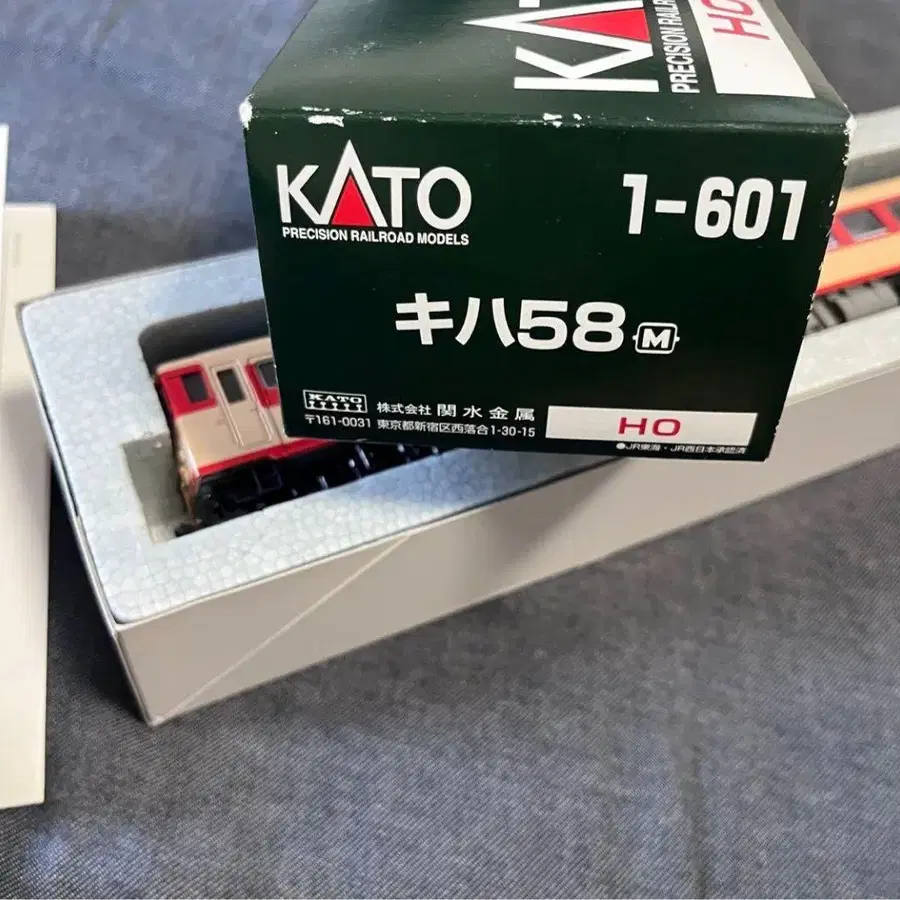 KATO
PRECISION RAILR
HO
KATO
PRECISION RAILROAD MODELS
1-601
キハ58 M
KATO
株式会社 関水金属
〒161-0031 東京都新宿区西落合1-30-15
HO
●JR東海・JR西日本承認済